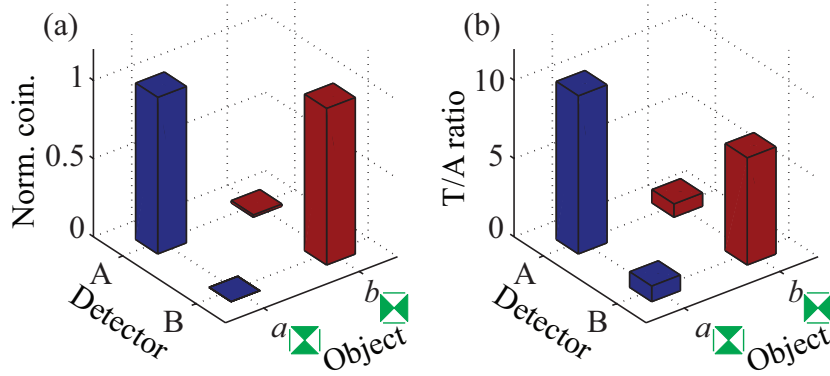 (a)
Norm. coin.
1
0.5
0
A
B
Detector
a
b
Object
(b)
T/A ratio
10
5
0
A
B
Detector
a
b
Object